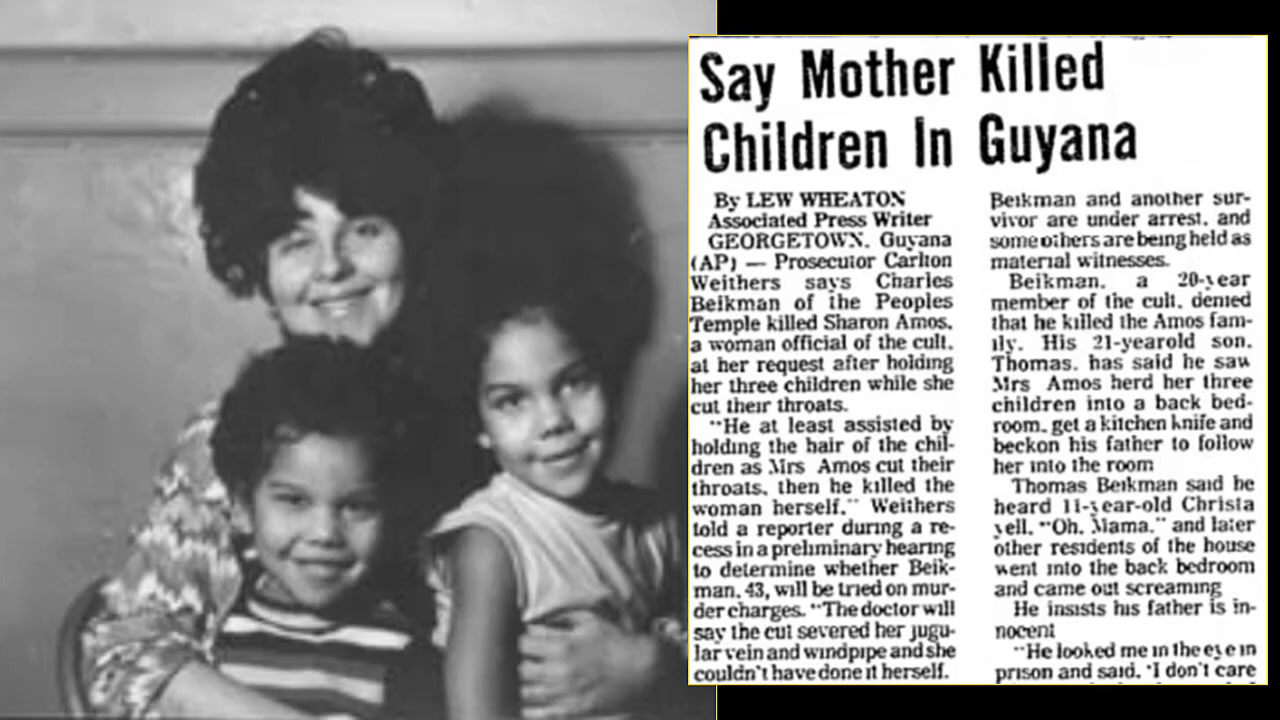 Say Mother Killed
Children In Guyana
By LEW WHEATON
Associated Press Writer
GEORGETOWN, Guyana
(AP) — Prosecutor Carlton
Weithers says Charles
Beikman of the Peoples
Temple killed Sharon Amos,
a woman official of the cult,
at her request after holding
her three children while she
cut their throats.
"He at least assisted by
holding the hair of the chil-
dren as Mrs Amos cut their
throats, then he killed the
woman herself," Weithers
told a reporter during a re-
cess in a preliminary hearing
to determine whether Beik-
man, 43, will be tried on mur-
der charges. "The doctor will
say the cut severed her jugu-
lar vein and windpipe and she
couldn't have done it herself.
Beikman and another sur-
vivor are under arrest, and
some others are being held as
material witnesses.
Beikman, a 20-year
member of the cult, denied
that he killed the Amos fam-
ily. His 21-yearold son,
Thomas, has said he saw
Mrs Amos herd her three
children into a back bed-
room, get a kitchen knife and
beckon his father to follow
her into the room
Thomas Beikman said he
heard 11-year-old Christa
yell, "Oh, Mama," and later
other residents of the house
went into the back bedroom
and came out screaming
He insists his father is in-
nocent
"He looked me in the eye in
prison and said, 'I don't care